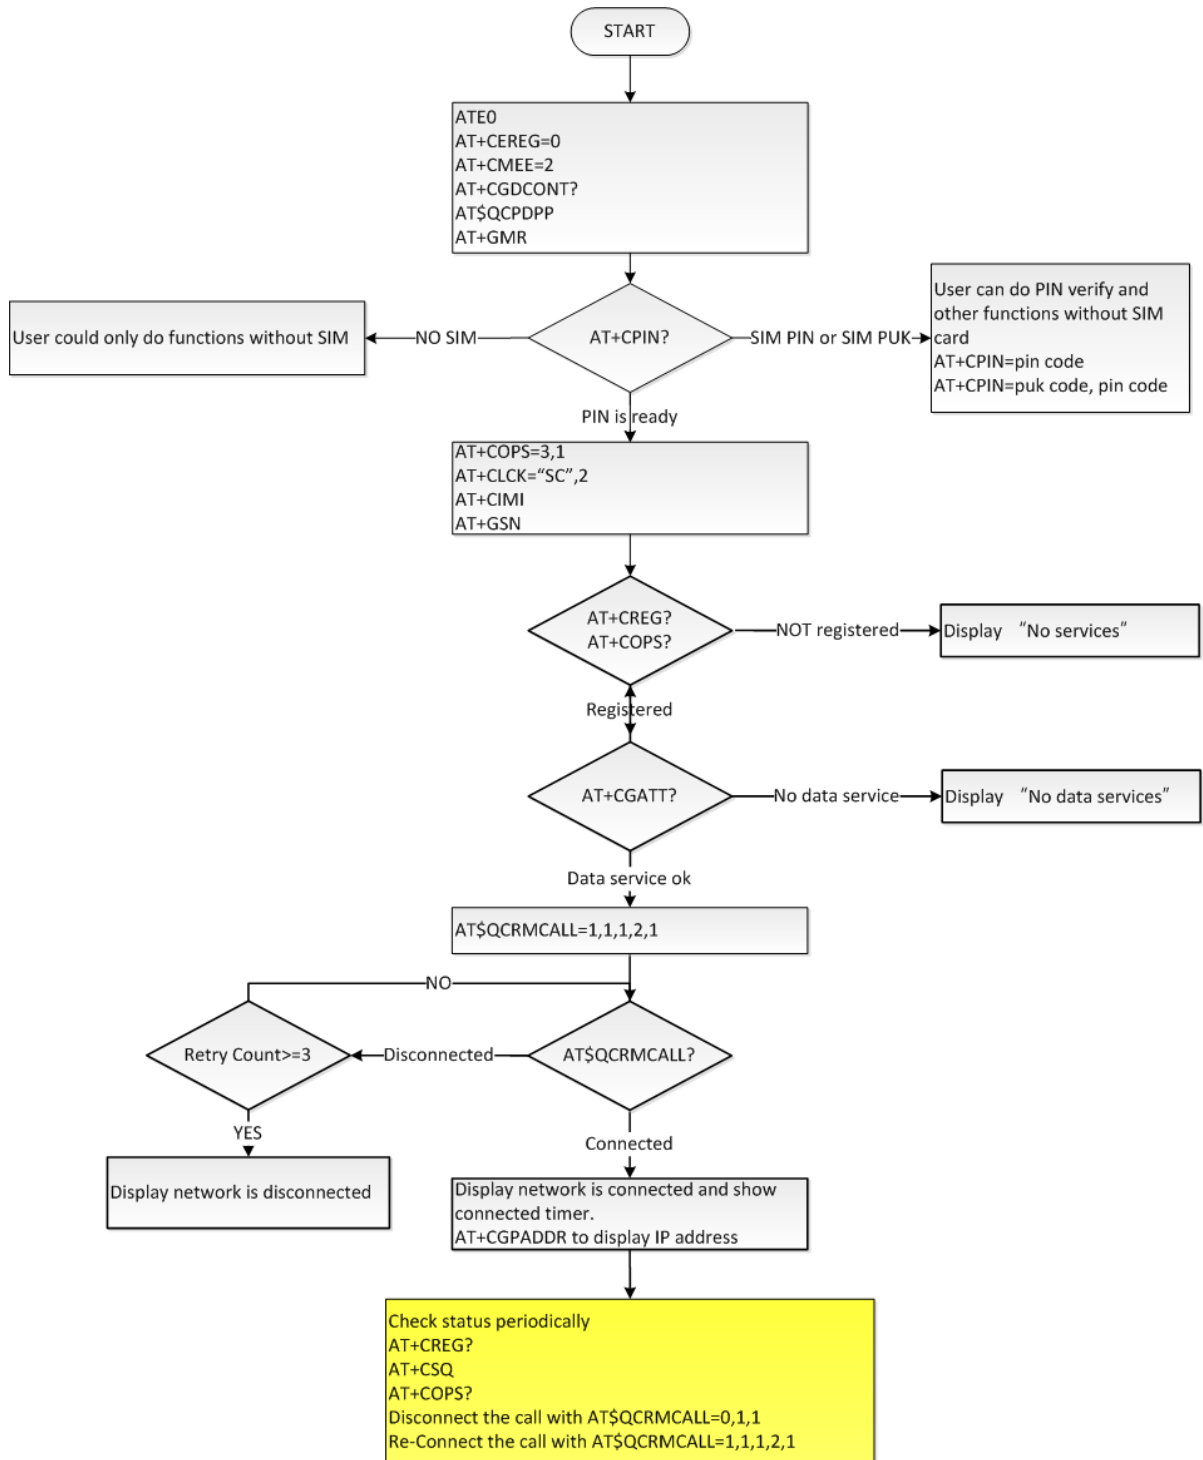 START
ATE0
AT+CEREG=0
AT+CMEE=2
AT+CGDCONT?
AT$QCPDPP
AT+GMR
User could only do functions without SIM
NO SIM
AT+CPIN?
SIM PIN or SIM PUK
User can do PIN verify and
other functions without SIM
card
AT+CPIN=pin code
AT+CPIN=puk code, pin code
PIN is ready
AT+COPS=3,1
AT+CLCK=“SC”,2
AT+CIMI
AT+GSN
AT+CREG?
AT+COPS?
NOT registered
Display “No services”
Registered
AT+CGATT?
No data service
Display “No data services”
Data service ok
AT$QCRMCALL=1,1,1,2,1
NO
Retry Count>=3
Disconnected
AT$QCRMCALL?
YES
Connected
Display network is disconnected
Display network is connected and show
connected timer.
AT+CGPADDR to display IP address
Check status periodically
AT+CREG?
AT+CSQ
AT+COPS?
Disconnect the call with AT$QCRMCALL=0,1,1
Re-Connect the call with AT$QCRMCALL=1,1,1,2,1